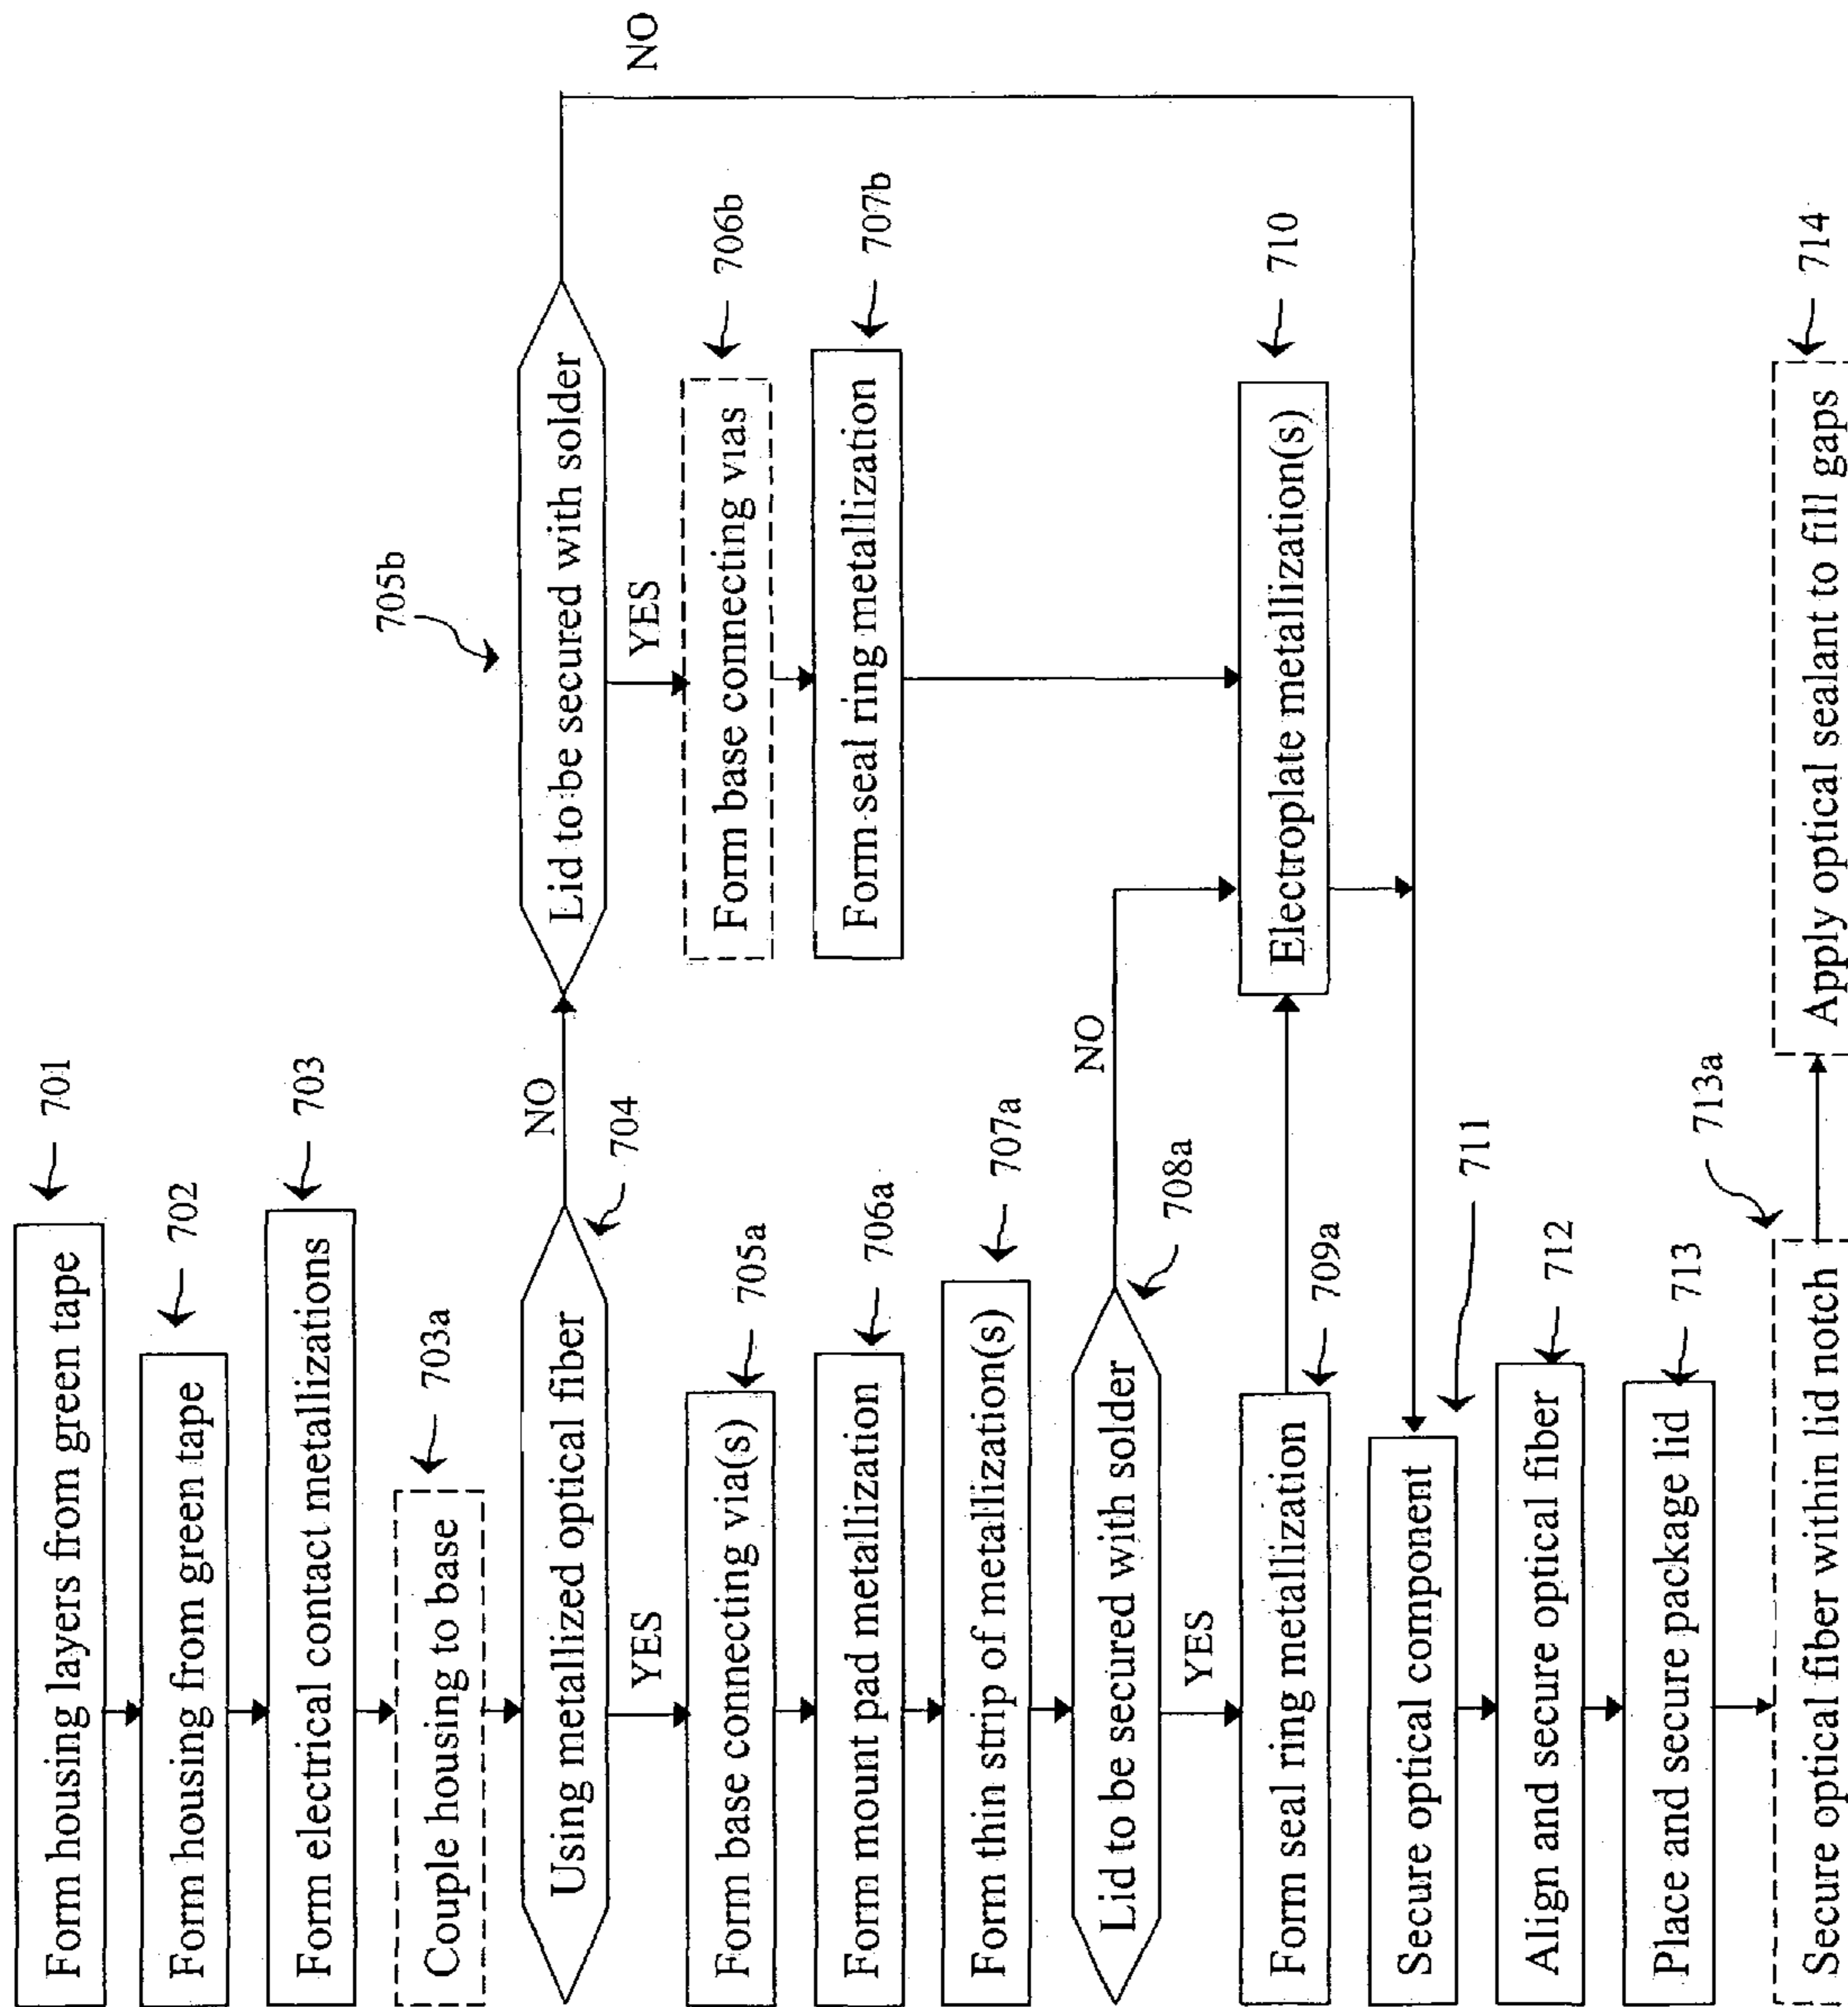 Form housing layers from green tape
701
Form housing from green tape
702
Form electrical contact metallizations
703
Couple housing to base
703a
Using metallized optical fiber
704
NO
YES
Lid to be secured with solder
705b
NO
YES
Form base connecting via(s)
705a
Form base connecting vias
706b
Form mount pad metallization
706a
Form seal ring metallization
707b
Form thin strip of metallization(s)
707a
Lid to be secured with solder
708a
NO
YES
Form seal ring metallization
709a
Electroplate metallization(s)
710
Secure optical component
711
Align and secure optical fiber
712
Place and secure package lid
713
Secure optical fiber within lid notch
713a
Apply optical sealant to fill gaps
714